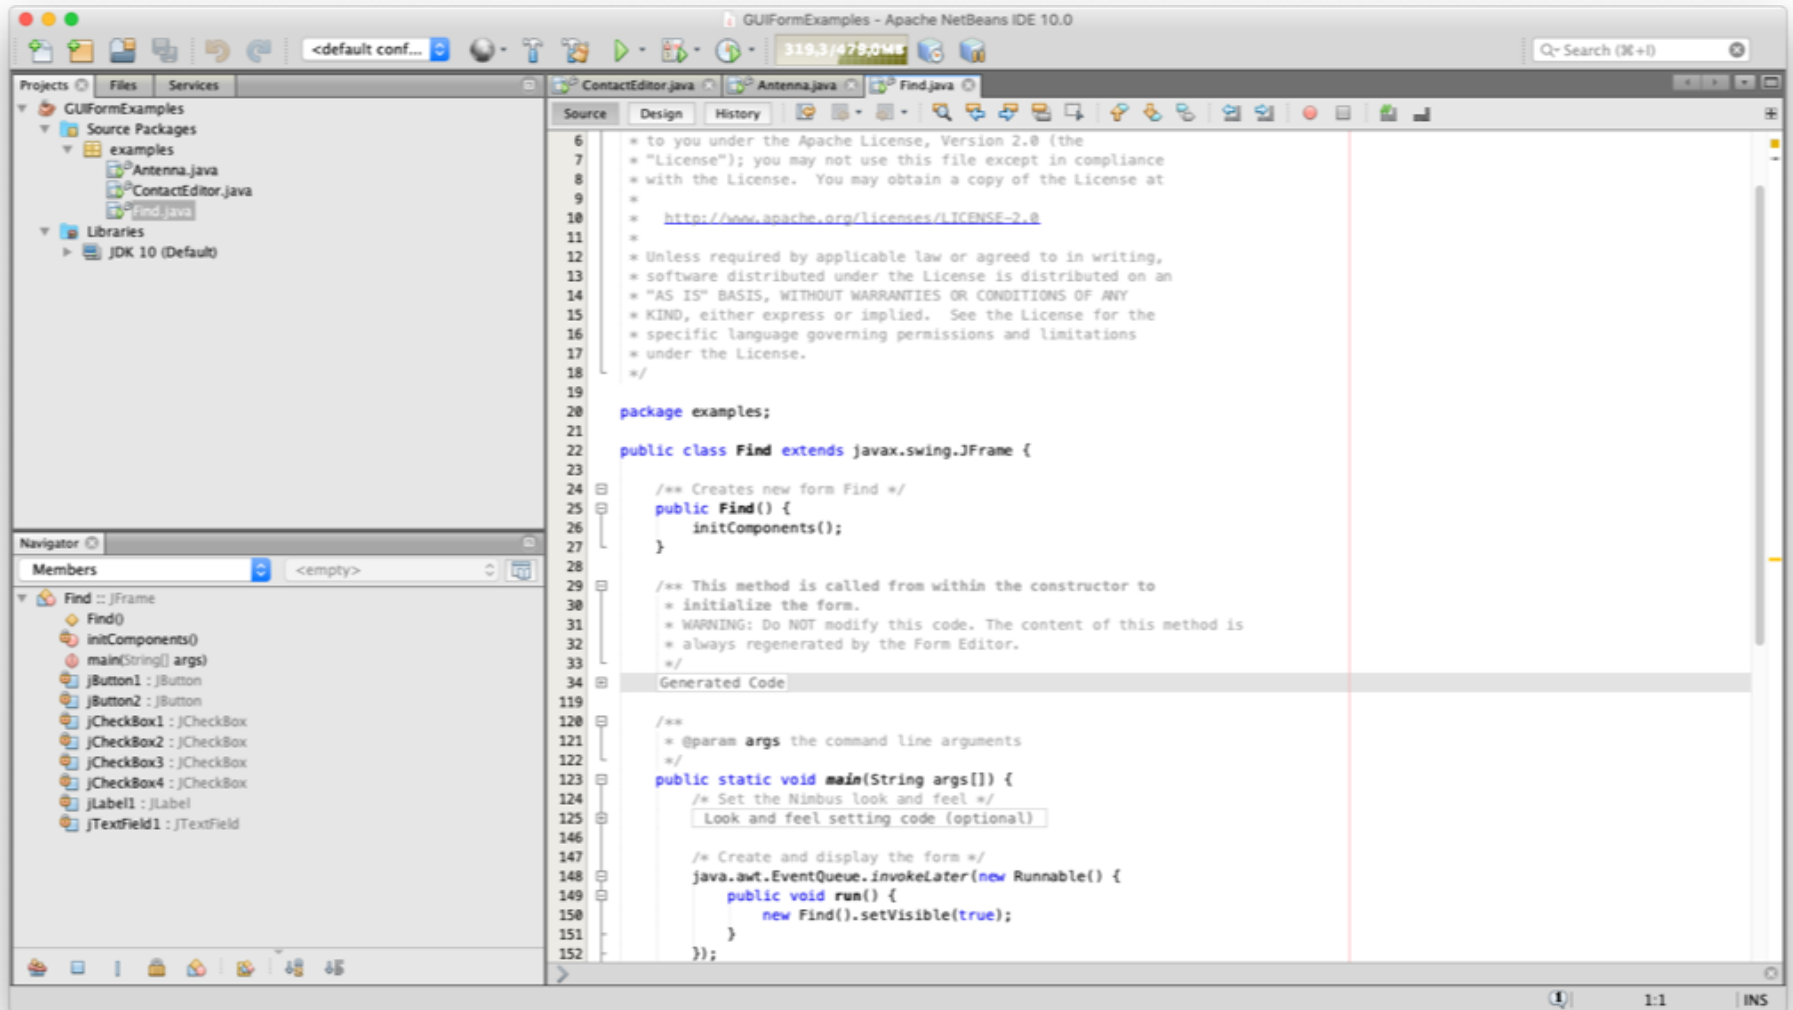 GUIFormExamples - Apache NetBeans IDE 10.0
<default conf...
319,3/479,0MB
Search (⌘+I)
Projects
Files
Services
GUIFormExamples
Source Packages
examples
Antenna.java
ContactEditor.java
Find.java
Libraries
JDK 10 (Default)
Navigator
Members
<empty>
Find :: JFrame
Find()
initComponents()
main(String[] args)
jButton1 : JButton
jButton2 : JButton
jCheckBox1 : JCheckBox
jCheckBox2 : JCheckBox
jCheckBox3 : JCheckBox
jCheckBox4 : JCheckBox
jLabel1 : JLabel
jTextField1 : JTextField
ContactEditor.java
Antenna.java
Find.java
Source
Design
History
6 * to you under the Apache License, Version 2.0 (the
7 * "License"); you may not use this file except in compliance
8 * with the License.  You may obtain a copy of the License at
9 *
10 *   http://www.apache.org/licenses/LICENSE-2.0
11 *
12 * Unless required by applicable law or agreed to in writing,
13 * software distributed under the License is distributed on an
14 * "AS IS" BASIS, WITHOUT WARRANTIES OR CONDITIONS OF ANY
15 * KIND, either express or implied.  See the License for the
16 * specific language governing permissions and limitations
17 * under the License.
18 */
19
20 package examples;
21
22 public class Find extends javax.swing.JFrame {
23
24 /** Creates new form Find */
25 public Find() {
26 initComponents();
27 }
28
29 /** This method is called from within the constructor to
30 * initialize the form.
31 * WARNING: Do NOT modify this code. The content of this method is
32 * always regenerated by the Form Editor.
33 */
34 Generated Code
119
120 /**
121 * @param args the command line arguments
122 */
123 public static void main(String args[]) {
124 /* Set the Nimbus look and feel */
125 Look and feel setting code (optional)
146
147 /* Create and display the form */
148 java.awt.EventQueue.invokeLater(new Runnable() {
149 public void run() {
150 new Find().setVisible(true);
151 }
152 });
1
1:1
INS